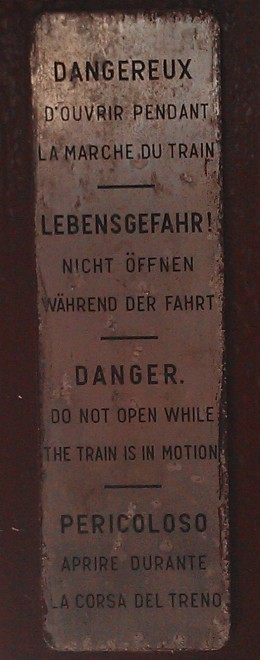 DANGEREUX
D'OUVRIR PENDANT
LA MARCHE DU TRAIN
LEBENSGEFAHR!
NICHT ÖFFNEN
WÄHREND DER FAHRT
DANGER.
DO NOT OPEN WHILE
THE TRAIN IS IN MOTION
PERICOLOSO
APRIRE DURANTE
LA CORSA DEL TRENO